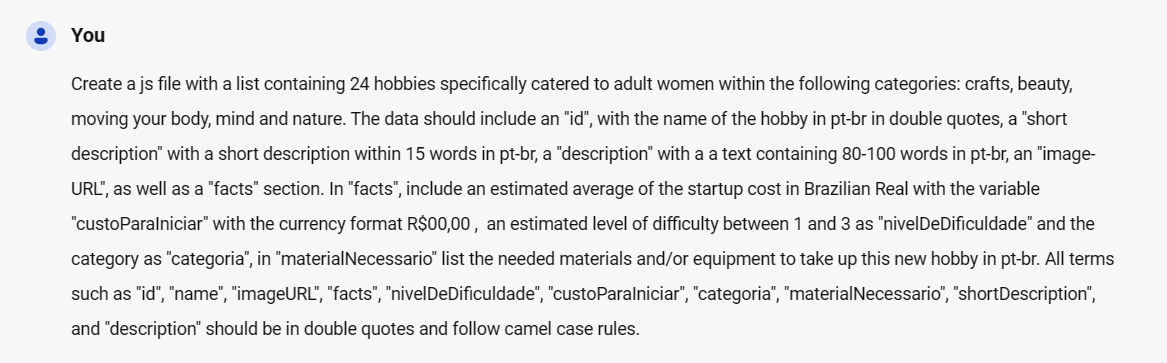 You
Create a js file with a list containing 24 hobbies specifically catered to adult women within the following categories: crafts, beauty,
moving your body, mind and nature. The data should include an "id", with the name of the hobby in pt-br in double quotes, a "short
description" with a short description within 15 words in pt-br, a "description" with a a text containing 80-100 words in pt-br, an "image-
URL", as well as a "facts" section. In "facts", include an estimated average of the startup cost in Brazilian Real with the variable
"custoParaIniciar" with the currency format R$00,00 , an estimated level of difficulty between 1 and 3 as "nivelDeDificuldade" and the
category as "categoria", in "materialNecessario" list the needed materials and/or equipment to take up this new hobby in pt-br. All terms
such as "id", "name", "imageURL", "facts", "nivelDeDificuldade", "custoParaIniciar", "categoria", "materialNecessario", "shortDescription",
and "description" should be in double quotes and follow camel case rules.